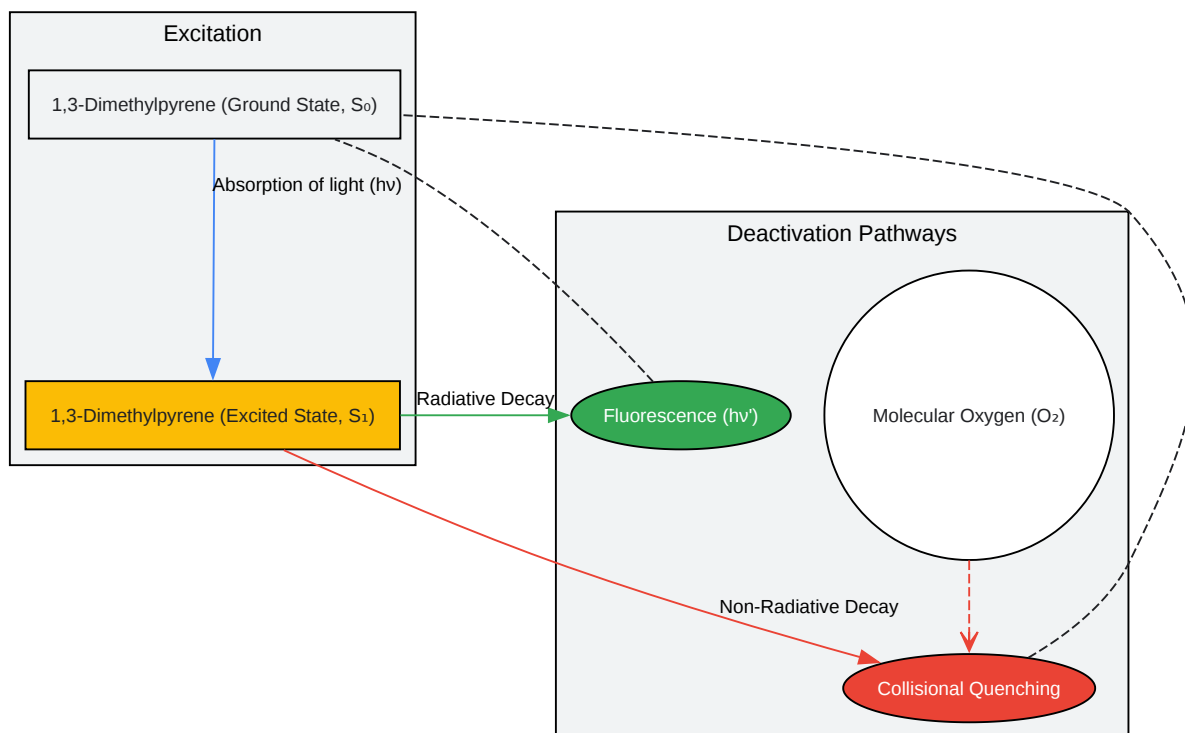 Excitation
1,3-Dimethylpyrene (Ground State, S₀)
Absorption of light (hν)
Deactivation Pathways
1,3-Dimethylpyrene (Excited State, S₁)
Radiative Decay
Fluorescence (hν')
Molecular Oxygen (O₂)
Non-Radiative Decay
Collisional Quenching